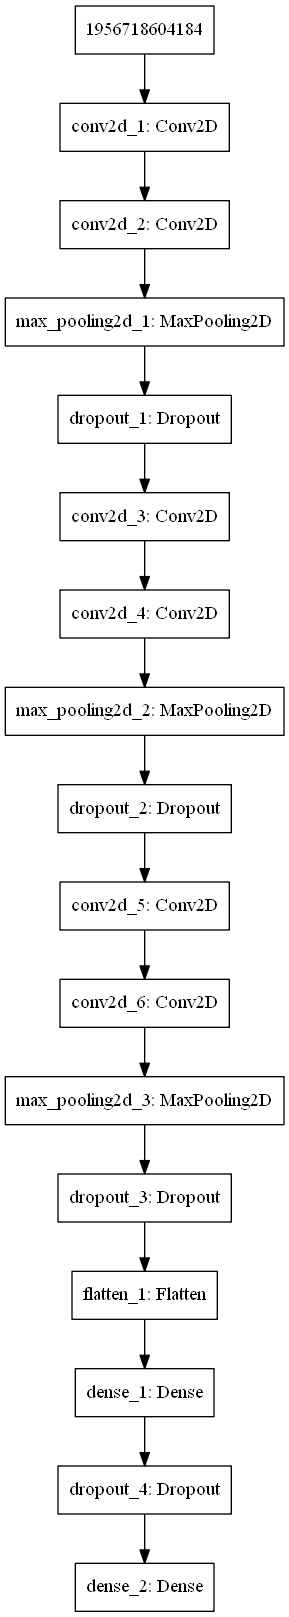 1956718604184
conv2d_1: Conv2D
conv2d_2: Conv2D
max_pooling2d_1: MaxPooling2D
dropout_1: Dropout
conv2d_3: Conv2D
conv2d_4: Conv2D
max_pooling2d_2: MaxPooling2D
dropout_2: Dropout
conv2d_5: Conv2D
conv2d_6: Conv2D
max_pooling2d_3: MaxPooling2D
dropout_3: Dropout
flatten_1: Flatten
dense_1: Dense
dropout_4: Dropout
dense_2: Dense